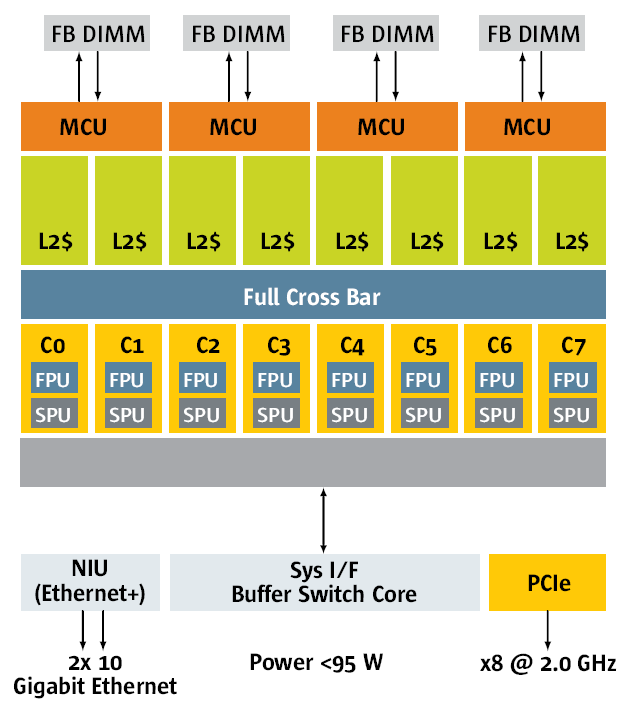 FB DIMM FB DIMM FB DIMM FB DIMM
MCU MCU MCU MCU
L2$ L2$ L2$ L2$ L2$ L2$ L2$ L2$
Full Cross Bar
C0 C1 C2 C3 C4 C5 C6 C7
FPU FPU FPU FPU FPU FPU FPU FPU
SPU SPU SPU SPU SPU SPU SPU SPU
NIU
(Ethernet+)
Sys I/F
Buffer Switch Core
PCIe
2x 10
Gigabit Ethernet
Power <95 W
x8 @ 2.0 GHz